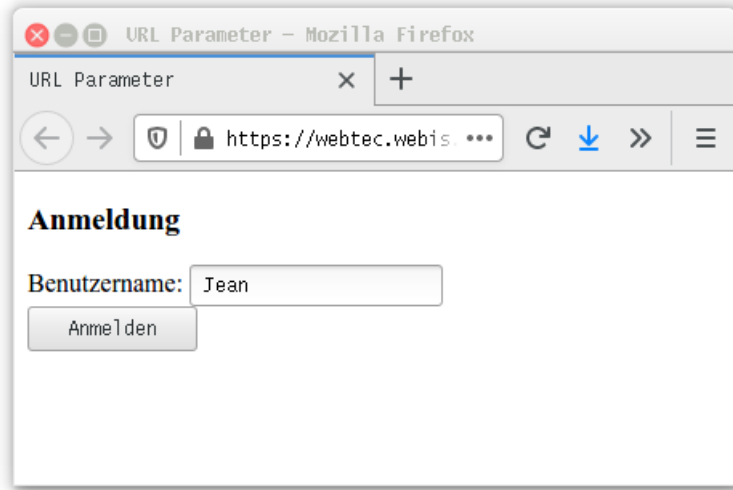 URL Parameter – Mozilla Firefox
URL Parameter
https://webtec.webis.
Anmeldung
Benutzername: Jean
Anmelden